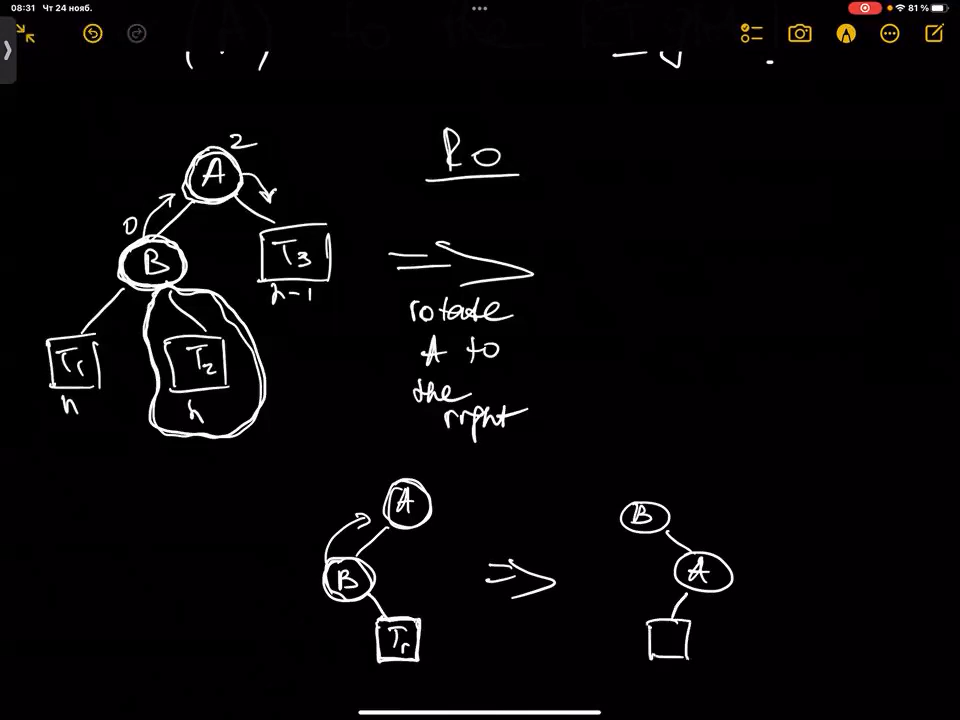 08:31 Чт 24 нояб.
81 %
2
A
R0
0
B
T3
h-1
rotate
A to
the
right
T1
T2
h
h
A
B
B
A
Tr